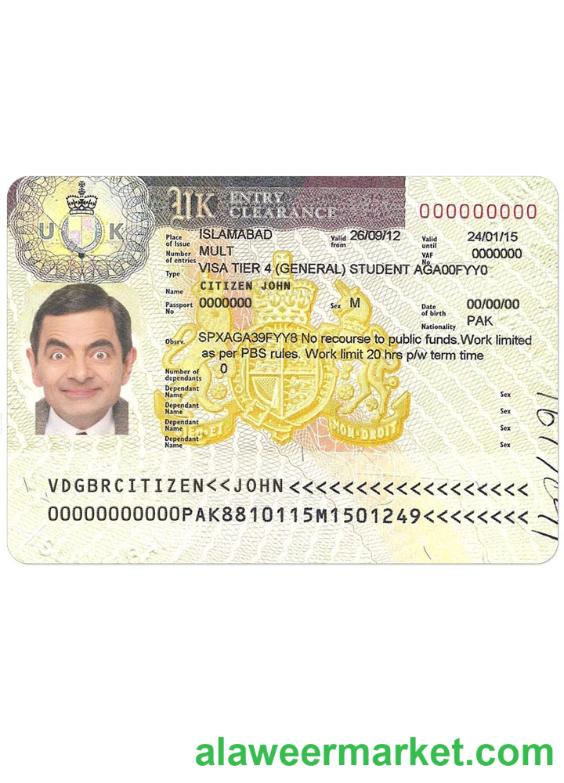 UK ENTRY CLEARANCE 000000000
U K
Place of Issue ISLAMABAD Valid from 26/09/12 Valid until 24/01/15
Number of entries MULT VAF No 0000000
Type VISA TIER 4 (GENERAL) STUDENT AGA00FYY0
Name CITIZEN JOHN
Passport No 0000000 Sex M Date of birth 00/00/00
Nationality PAK
Observ. SPXAGA39FYY8 No recourse to public funds.Work limited
as per PBS rules. Work limit 20 hrs p/w term time
Number of dependants 0
Dependant Name Sex
Dependant Name Sex
Dependant Name Sex
Dependant Name Sex
MON·DROIT
VDGBRCITIZEN<<JOHN<<<<<<<<<<<<<<<<<<
00000000000PAK8810115M1501249<<<<<<<
alaweermarket.com